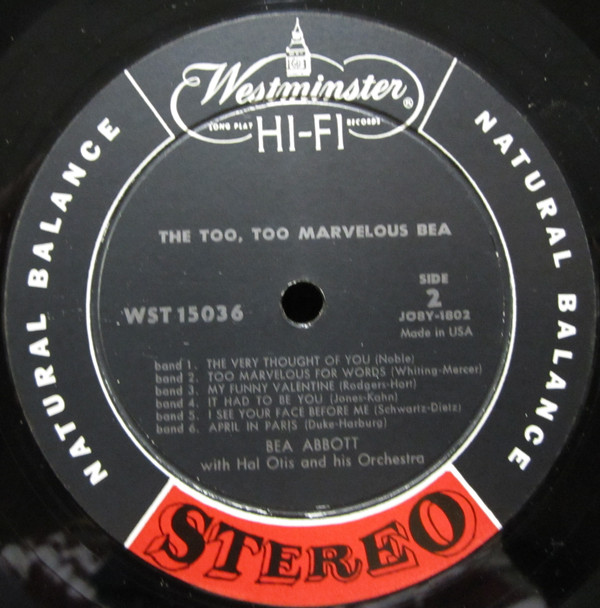 Westminster®
LONG PLAY RECORDS
HI-FI
NATURAL BALANCE
NATURAL BALANCE
THE TOO, TOO MARVELOUS BEA
WST 15036
SIDE
2
JO8Y-1802
Made in USA
band 1. THE VERY THOUGHT OF YOU (Noble)
band 2. TOO MARVELOUS FOR WORDS (Whiting-Mercer)
band 3. MY FUNNY VALENTINE (Rodgers-Hart)
band 4. IT HAD TO BE YOU (Jones-Kahn)
band 5. I SEE YOUR FACE BEFORE ME (Schwartz-Dietz)
band 6. APRIL IN PARIS (Duke-Harburg)
BEA ABBOTT
with Hal Otis and his Orchestra
STEREO